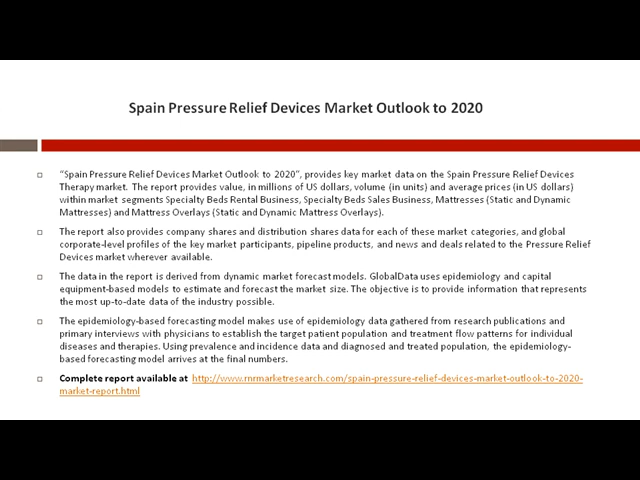 Spain Pressure Relief Devices Market Outlook to 2020
“Spain Pressure Relief Devices Market Outlook to 2020”, provides key market data on the Spain Pressure Relief Devices
Therapy market. The report provides value, in millions of US dollars, volume (in units) and average prices (in US dollars)
within market segments Specialty Beds Rental Business, Specialty Beds Sales Business, Mattresses (Static and Dynamic
Mattresses) and Mattress Overlays (Static and Dynamic Mattress Overlays).
The report also provides company shares and distribution shares data for each of these market categories, and global
corporate-level profiles of the key market participants, pipeline products, and news and deals related to the Pressure Relief
Devices market wherever available.
The data in the report is derived from dynamic market forecast models. GlobalData uses epidemiology and capital
equipment-based models to estimate and forecast the market size. The objective is to provide information that represents
the most up-to-date data of the industry possible.
The epidemiology-based forecasting model makes use of epidemiology data gathered from research publications and
primary interviews with physicians to establish the target patient population and treatment flow patterns for individual
diseases and therapies. Using prevalence and incidence data and diagnosed and treated population, the epidemiology-
based forecasting model arrives at the final numbers.
Complete report available at http://www.rnrmarketresearch.com/spain-pressure-relief-devices-market-outlook-to-2020-
market-report.html